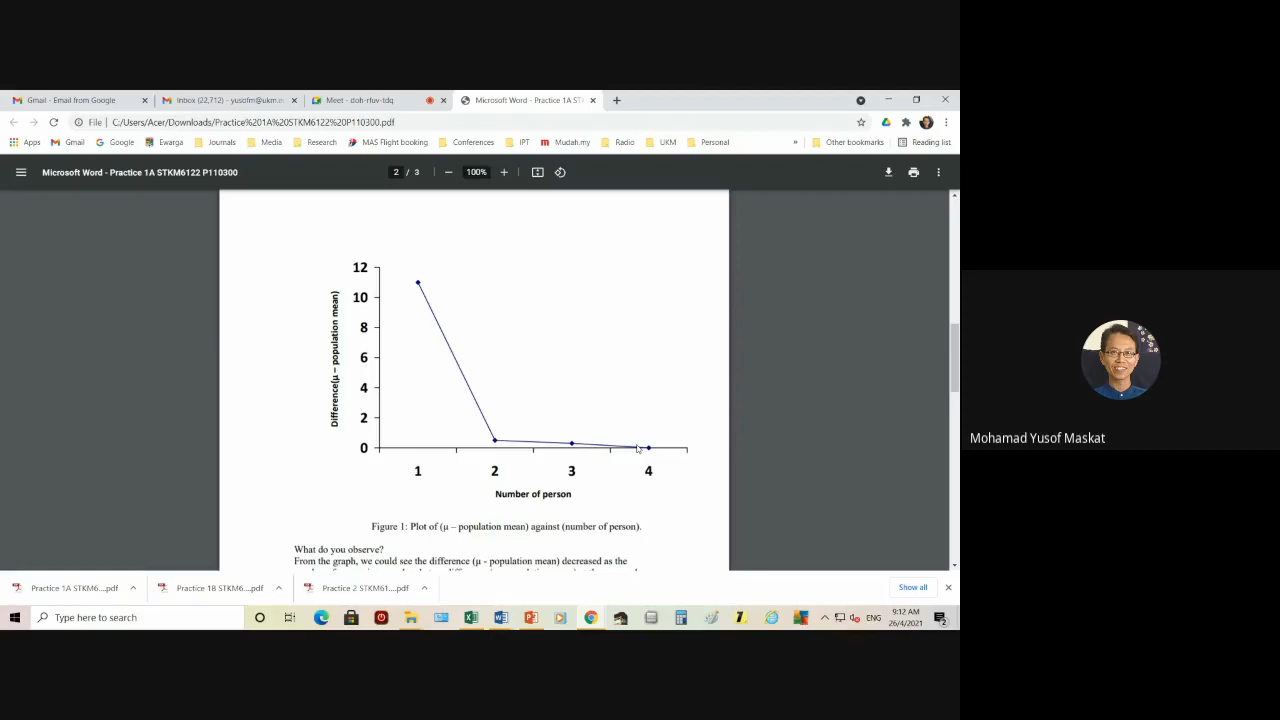 Gmail - Email from Google
Inbox (22,712) - yusofm@ukm.e
Meet - doh-rfuv-tdq
Microsoft Word - Practice 1A ST
File | C:/Users/Acer/Downloads/Practice%201A%20STKM6122%20P110300.pdf
Apps Gmail Google Ewarga Journals Media Research MAS Flight booking Conferences IPT Mudah.my Radio UKM Personal » Other bookmarks Reading list
Microsoft Word - Practice 1A STKM6122 P110300
2 / 3
100%
12
10
8
6
4
2
0
Difference(μ – population mean)
1 2 3 4
Number of person
Figure 1: Plot of (μ – population mean) against (number of person).
What do you observe?
From the graph, we could see the difference (μ - population mean) decreased as the
Mohamad Yusof Maskat
Practice 1A STKM6....pdf
Practice 1B STKM6....pdf
Practice 2 STKM61....pdf
Show all
Type here to search
ENG
9:12 AM
26/4/2021
2